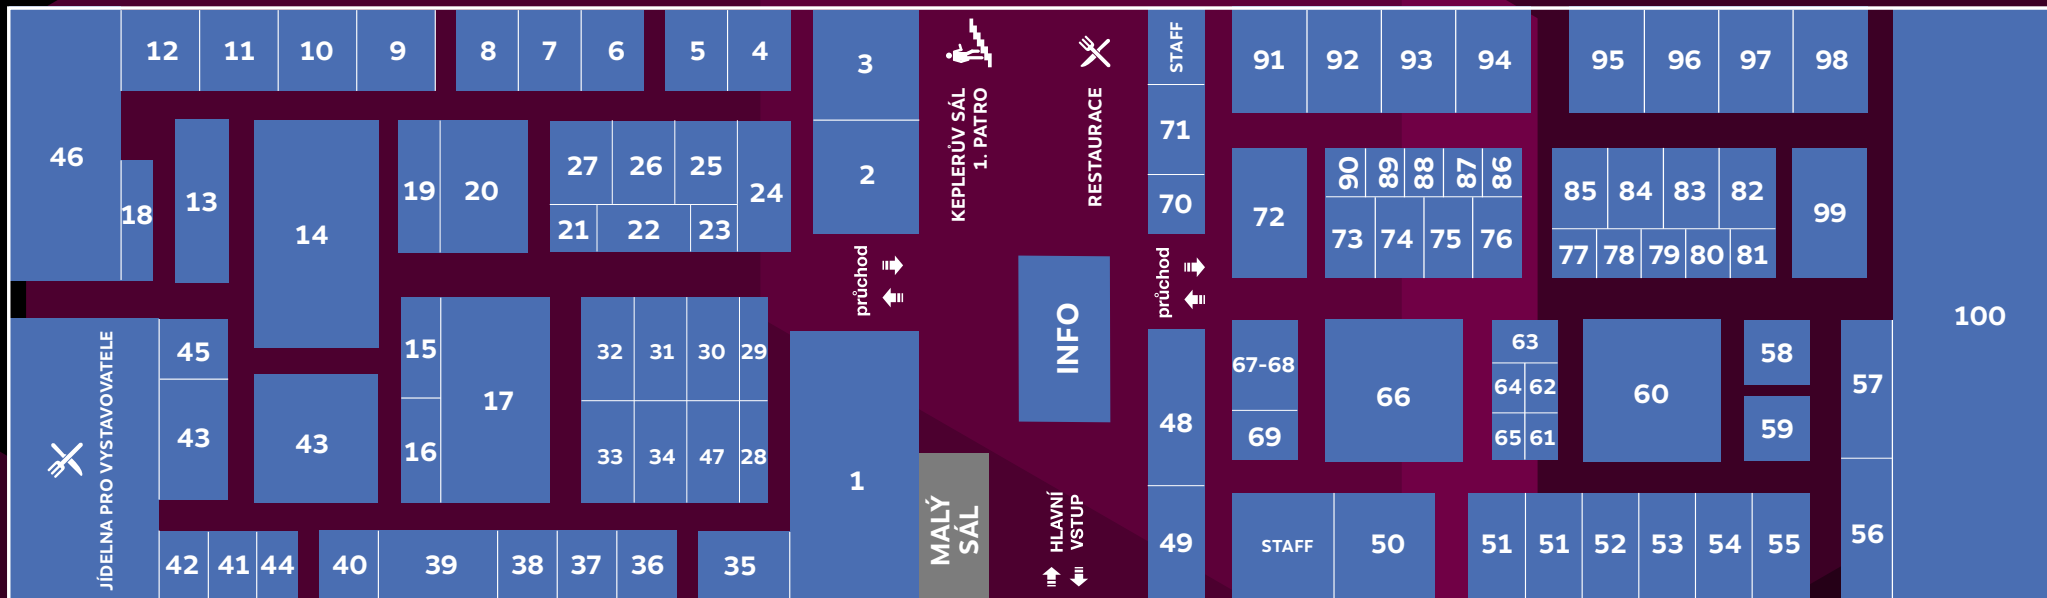 12 11 10 9 8 7 6 5 4
3
46
18
13
14
19 20
27 26 25
24
21 22 23
2
KEPLERŮV SÁL
1. PATRO
RESTAURACE
průchod
INFO
JÍDELNA PRO VYSTAVOVATELE
45
43
43
15
16
17
32 31 30 29
33 34 47 28
1
MALÝ
SÁL
HLAVNÍ
VSTUP
42 41 44 40 39 38 37 36 35
STAFF
71
70
průchod
48
49
91 92 93 94 95 96 97 98
72
90 89 88 87 86
73 74 75 76
85 84 83 82
77 78 79 80 81
99
100
67-68
69
66
63
64 62
65 61
60
58
59
57
56
STAFF
50
51 51 52 53 54 55